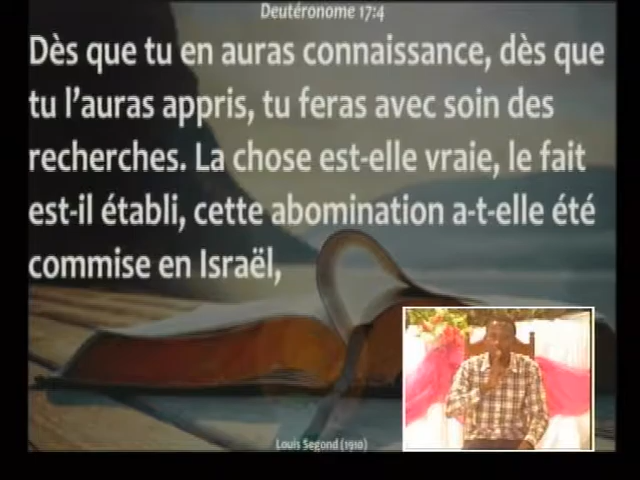 Deutéronome 17:4
Dès que tu en auras connaissance, dès que
tu l'auras appris, tu feras avec soin des
recherches. La chose est-elle vraie, le fait
est-il établi, cette abomination a-t-elle été
commise en Israël,
Louis Segond (1910)